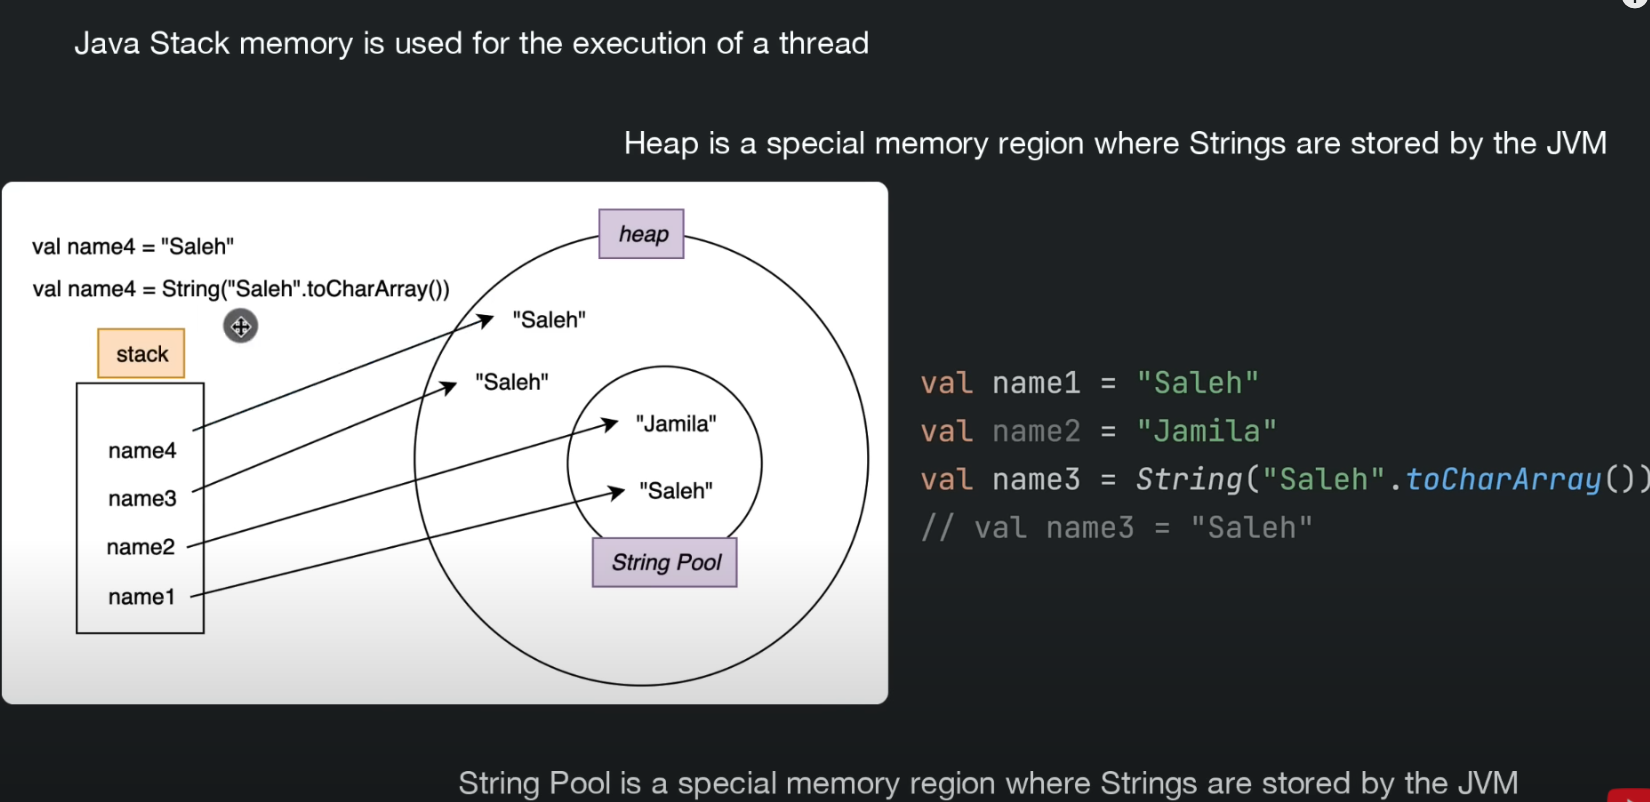 Java Stack memory is used for the execution of a thread
Heap is a special memory region where Strings are stored by the JVM
val name4 = "Saleh"
val name4 = String("Saleh".toCharArray())
stack
name4
name3
name2
name1
heap
"Saleh"
"Saleh"
"Jamila"
"Saleh"
String Pool
val name1 = "Saleh"
val name2 = "Jamila"
val name3 = String("Saleh".toCharArray())
// val name3 = "Saleh"
String Pool is a special memory region where Strings are stored by the JVM